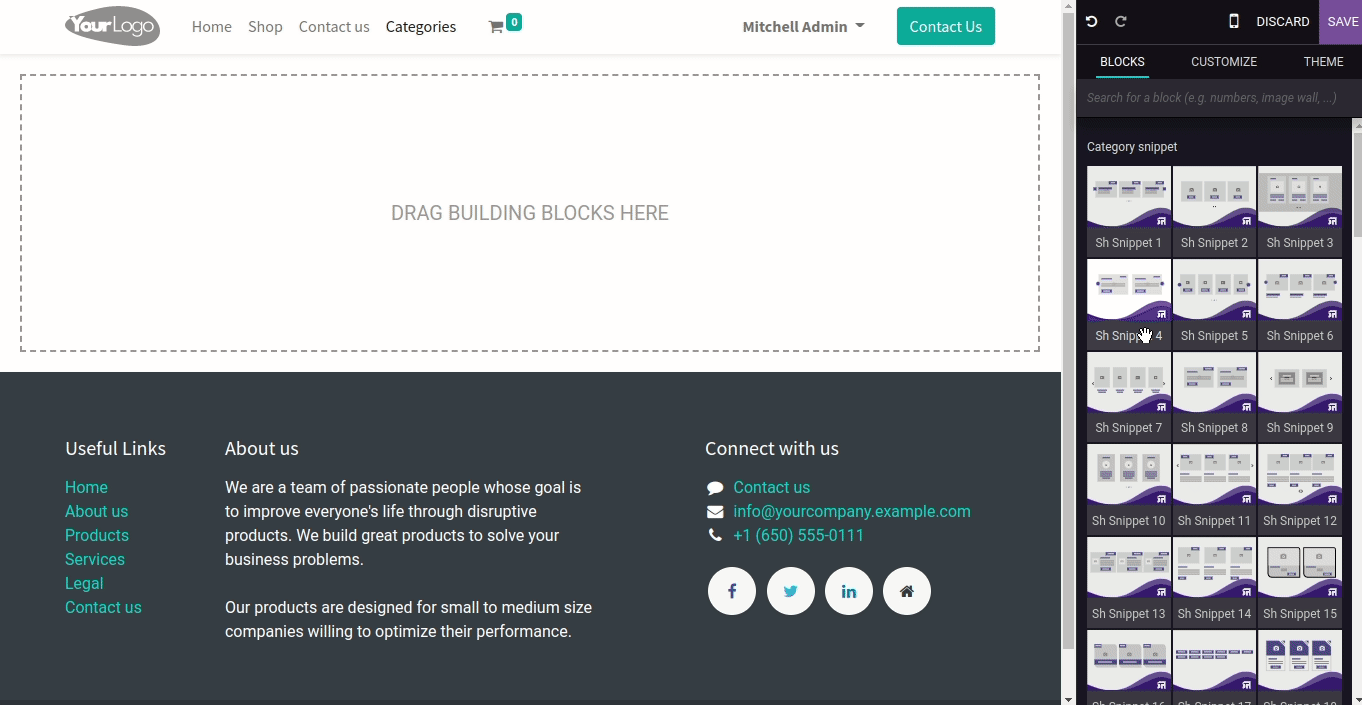 YourLogo
Home
Shop
Contact us
Categories
0
Mitchell Admin
Contact Us
DISCARD
SAVE
BLOCKS
CUSTOMIZE
THEME
Search for a block (e.g. numbers, image wall, ...)
Category snippet
DRAG BUILDING BLOCKS HERE
Sh Snippet 1
Sh Snippet 2
Sh Snippet 3
Sh Snippet 4
Sh Snippet 5
Sh Snippet 6
Sh Snippet 7
Sh Snippet 8
Sh Snippet 9
Sh Snippet 10
Sh Snippet 11
Sh Snippet 12
Sh Snippet 13
Sh Snippet 14
Sh Snippet 15
Useful Links
Home
About us
Products
Services
Legal
Contact us
About us
We are a team of passionate people whose goal is
to improve everyone's life through disruptive
products. We build great products to solve your
business problems.
Our products are designed for small to medium size
companies willing to optimize their performance.
Connect with us
Contact us
info@yourcompany.example.com
+1 (650) 555-0111